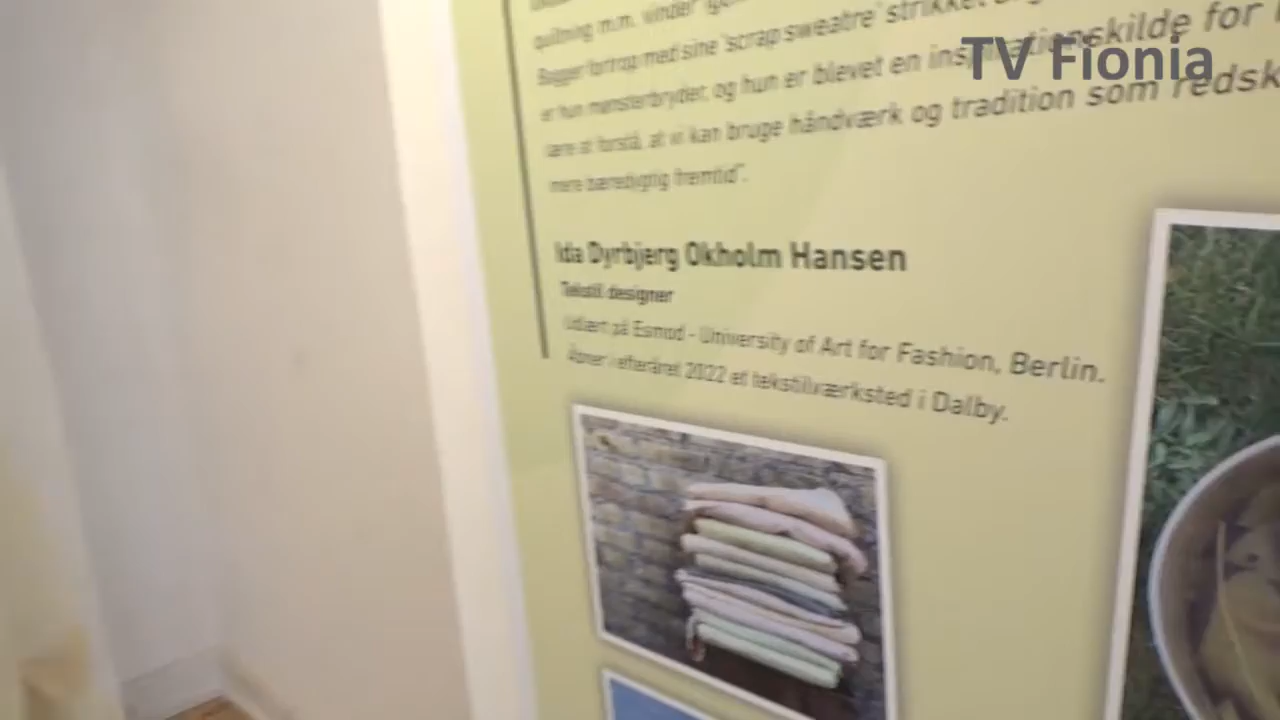 quiltning m.m. vinder
Bagger fortrop med sine 'scrap sweatre' strikket
er hun mønsterbryder, og hun er blevet en inspirationskilde for
lære at forstå, at vi kan bruge håndværk og tradition som redsk
mere bæredygtig fremtid".
TV Fionia
Ida Dyrbjerg Okholm Hansen
Tekstil designer
Udlært på Esmod - University of Art for Fashion, Berlin.
Åbner i efteråret 2022 et tekstilværksted i Dalby.